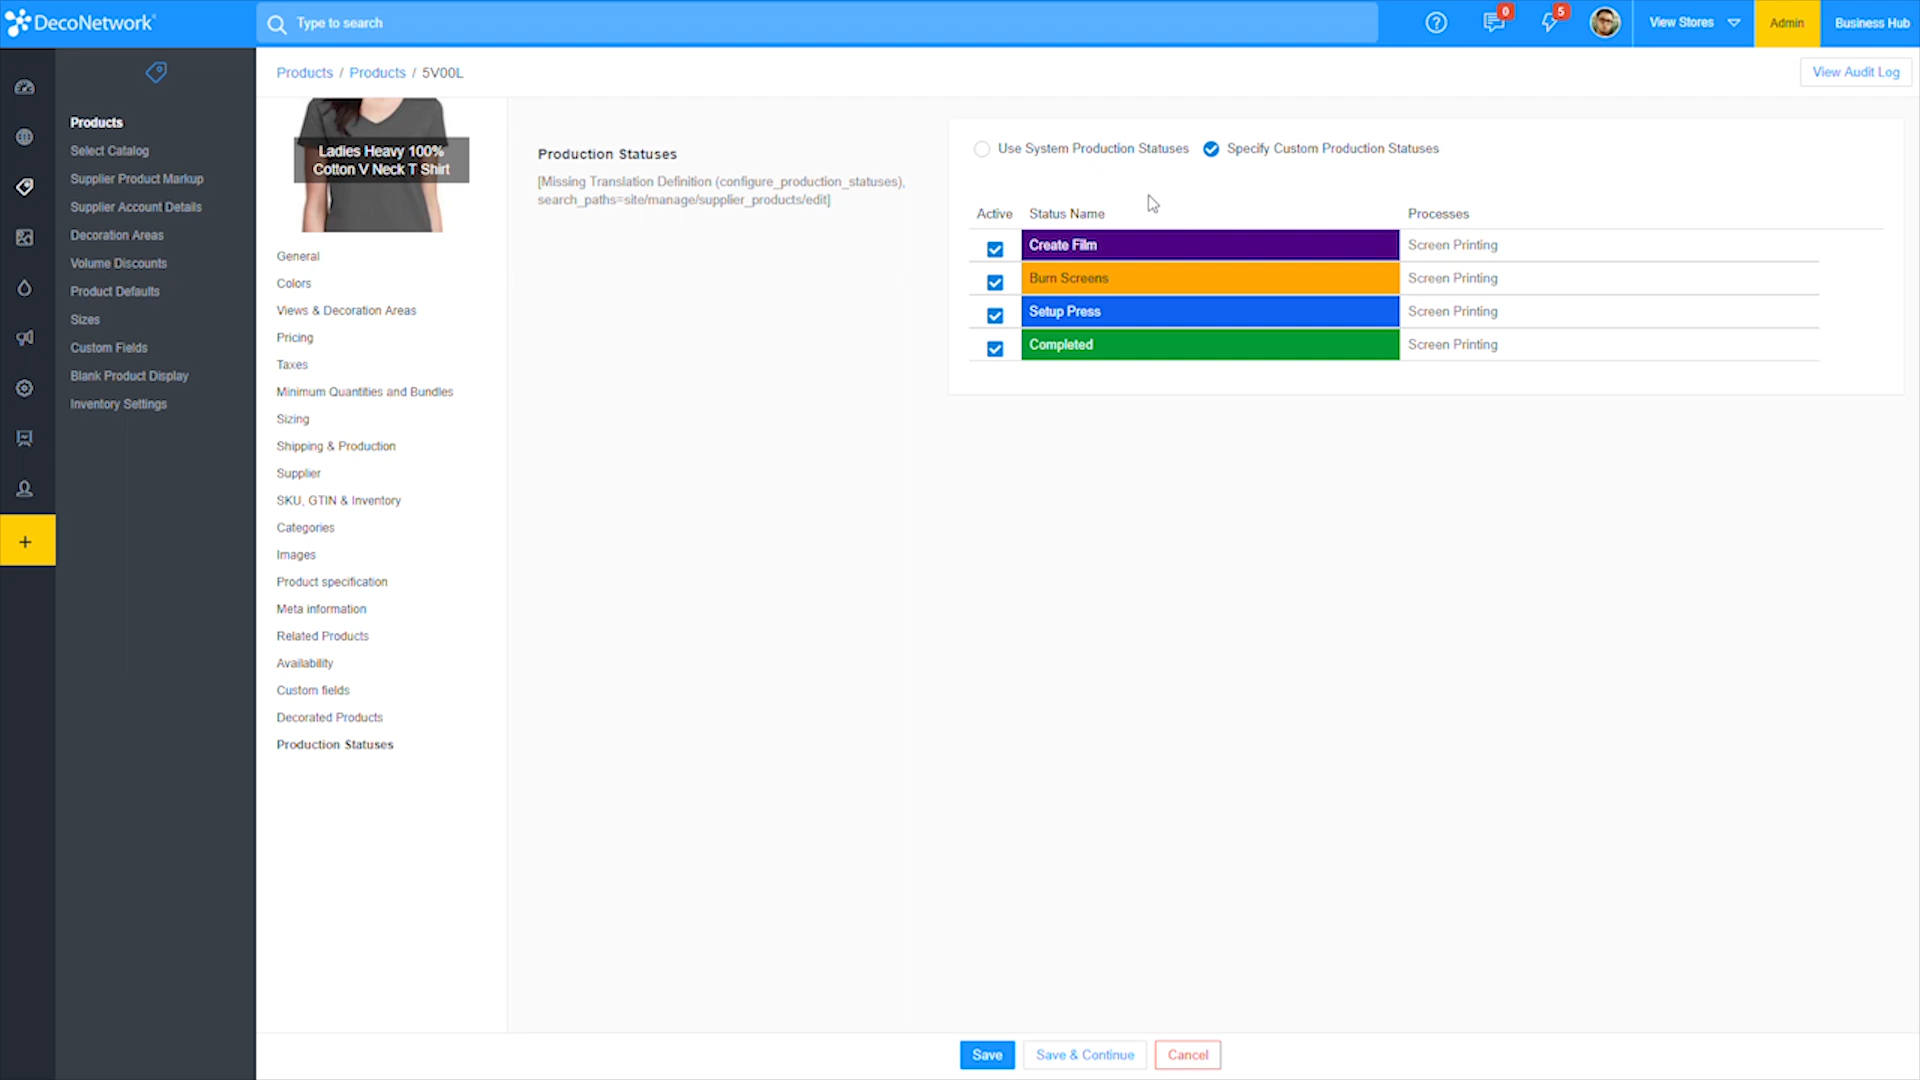 DecoNetwork®
Type to search
0
5
View Stores
Admin
Business Hub
Products / Products / 5V00L
View Audit Log
Products
Select Catalog
Supplier Product Markup
Supplier Account Details
Decoration Areas
Volume Discounts
Product Defaults
Sizes
Custom Fields
Blank Product Display
Inventory Settings
Ladies Heavy 100%
Cotton V Neck T Shirt
General
Colors
Views & Decoration Areas
Pricing
Taxes
Minimum Quantities and Bundles
Sizing
Shipping & Production
Supplier
SKU, GTIN & Inventory
Categories
Images
Product specification
Meta information
Related Products
Availability
Custom fields
Decorated Products
Production Statuses
Production Statuses
[Missing Translation Definition (configure_production_statuses),
search_paths=site/manage/supplier_products/edit]
Use System Production Statuses
Specify Custom Production Statuses
Active Status Name Processes
Create Film Screen Printing
Burn Screens Screen Printing
Setup Press Screen Printing
Completed Screen Printing
Save
Save & Continue
Cancel